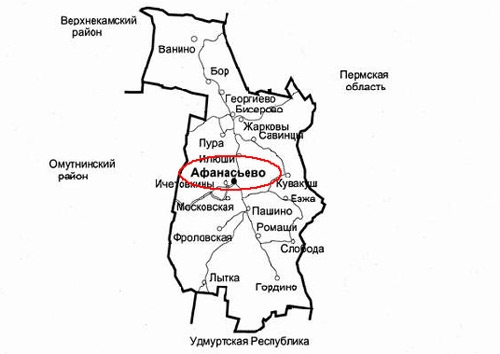 Верхнекамский
район
Ванино
Бор
Пермская
область
Георгиево
Бисерово
Жарковы
Савинцы
Пура
Илюши
Омутнинский
район
Афанасьево
Ичетовкины
Кувакуш
Московская
Езжа
Пашино
Фроловская
Ромаши
Слобода
Лытка
Гордино
Удмуртская Республика